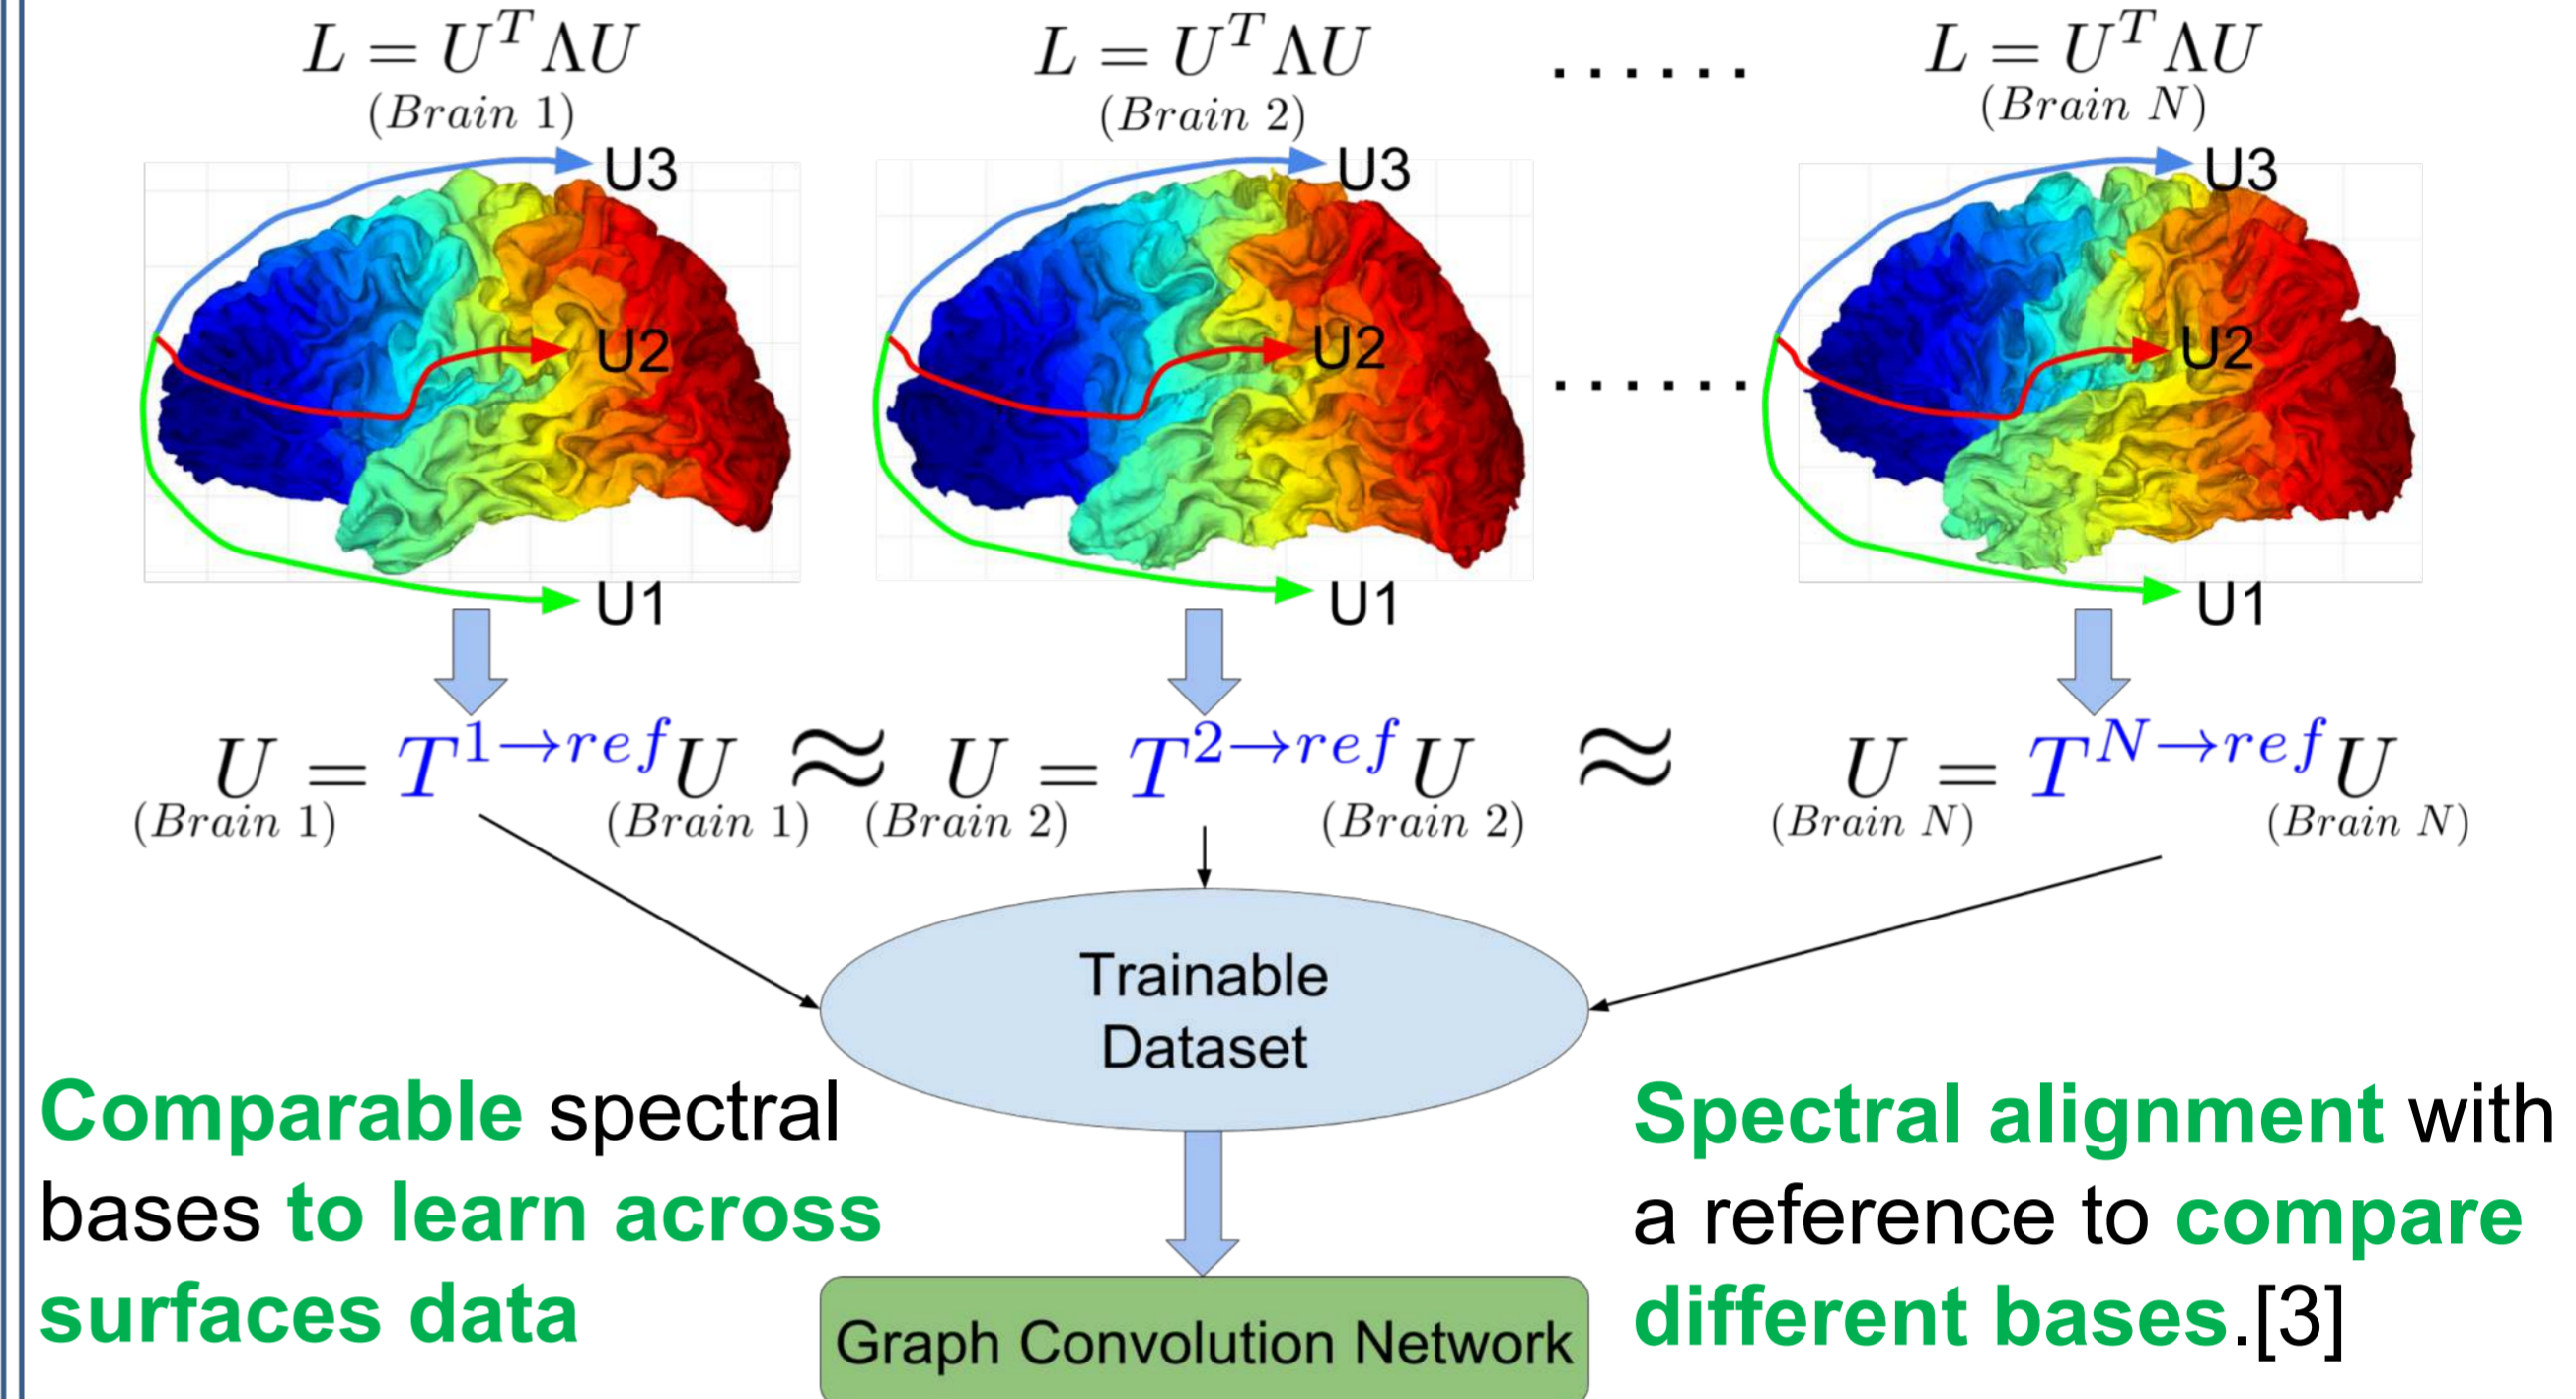 L = U^T ΛU
(Brain 1)
L = U^T ΛU
(Brain 2)
......
L = U^T ΛU
(Brain N)
U3
U2
U1
U3
U2
U1
......
U3
U2
U1
U = T^{1→ref} U ≈ U = T^{2→ref} U ≈ U = T^{N→ref} U
(Brain 1) (Brain 1) (Brain 2) (Brain 2) (Brain N) (Brain N)
Trainable
Dataset
Comparable spectral
bases to learn across
surfaces data
Spectral alignment with
a reference to compare
different bases.[3]
Graph Convolution Network